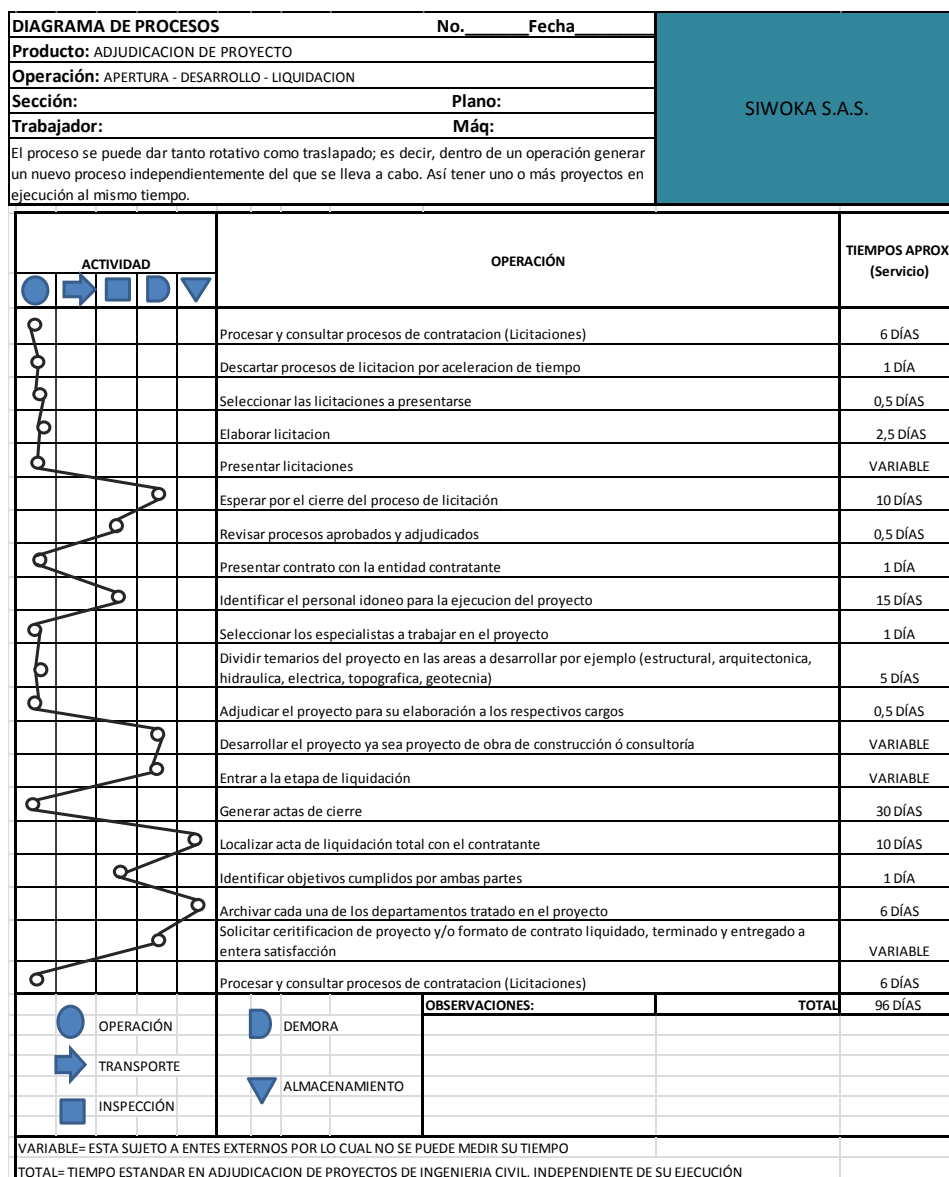 DIAGRAMA DE PROCESOS No._______Fecha_________
Producto: ADJUDICACION DE PROYECTO
Operación: APERTURA - DESARROLLO - LIQUIDACION
Sección: Plano:
Trabajador: Máq:
SIWOKA S.A.S.
El proceso se puede dar tanto rotativo como traslapado; es decir, dentro de un operación generar
un nuevo proceso independientemente del que se lleva a cabo. Así tener uno o más proyectos en
ejecución al mismo tiempo.
ACTIVIDAD
OPERACIÓN
TIEMPOS APROX
(Servicio)
Procesar y consultar procesos de contratacion (Licitaciones) 6 DÍAS
Descartar procesos de licitacion por aceleracion de tiempo 1 DÍA
Seleccionar las licitaciones a presentarse 0,5 DÍAS
Elaborar licitacion 2,5 DÍAS
Presentar licitaciones VARIABLE
Esperar por el cierre del proceso de licitación 10 DÍAS
Revisar procesos aprobados y adjudicados 0,5 DÍAS
Presentar contrato con la entidad contratante 1 DÍA
Identificar el personal idoneo para la ejecucion del proyecto 15 DÍAS
Seleccionar los especialistas a trabajar en el proyecto 1 DÍA
Dividir temarios del proyecto en las areas a desarrollar por ejemplo (estructural, arquitectonica,
hidraulica, electrica, topografica, geotecnia) 5 DÍAS
Adjudicar el proyecto para su elaboración a los respectivos cargos 0,5 DÍAS
Desarrollar el proyecto ya sea proyecto de obra de construcción ó consultoría VARIABLE
Entrar a la etapa de liquidación VARIABLE
Generar actas de cierre 30 DÍAS
Localizar acta de liquidación total con el contratante 10 DÍAS
Identificar objetivos cumplidos por ambas partes 1 DÍA
Archivar cada una de los departamentos tratado en el proyecto 6 DÍAS
Solicitar ceritificacion de proyecto y/o formato de contrato liquidado, terminado y entregado a
entera satisfacción VARIABLE
Procesar y consultar procesos de contratacion (Licitaciones) 6 DÍAS
OBSERVACIONES: TOTAL 96 DÍAS
OPERACIÓN DEMORA
TRANSPORTE
ALMACENAMIENTO
INSPECCIÓN
VARIABLE= ESTA SUJETO A ENTES EXTERNOS POR LO CUAL NO SE PUEDE MEDIR SU TIEMPO
TOTAL= TIEMPO ESTANDAR EN ADJUDICACION DE PROYECTOS DE INGENIERIA CIVIL, INDEPENDIENTE DE SU EJECUCIÓN